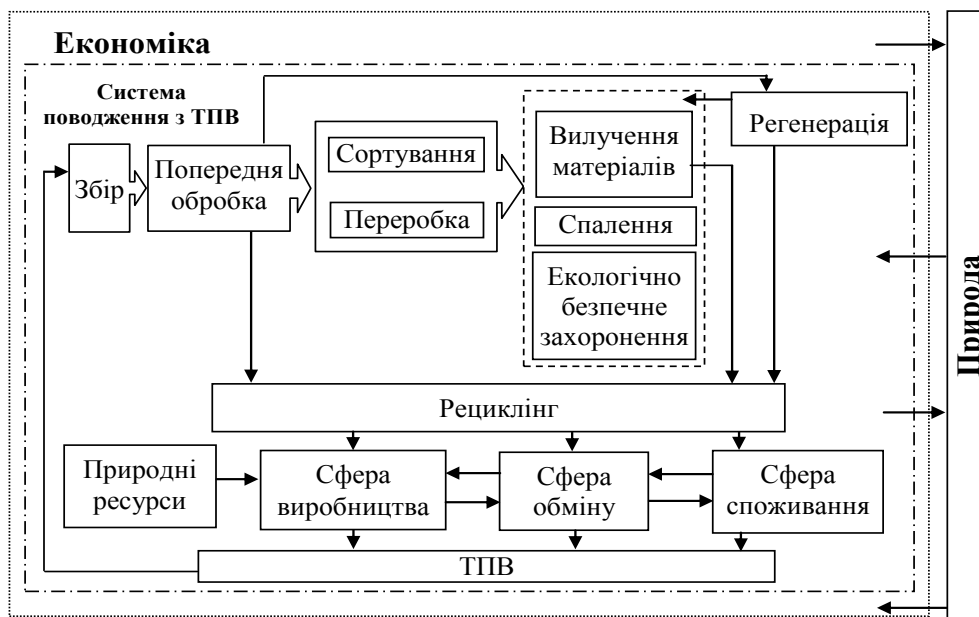 Економіка
Система
поводження з ТПВ
Збір
Попередня
обробка
Сортування
Переробка
Вилучення
матеріалів
Спалення
Екологічно
безпечне
захоронення
Регенерація
Рециклінг
Природні
ресурси
Сфера
виробництва
Сфера
обміну
Сфера
споживання
ТПВ
Природа